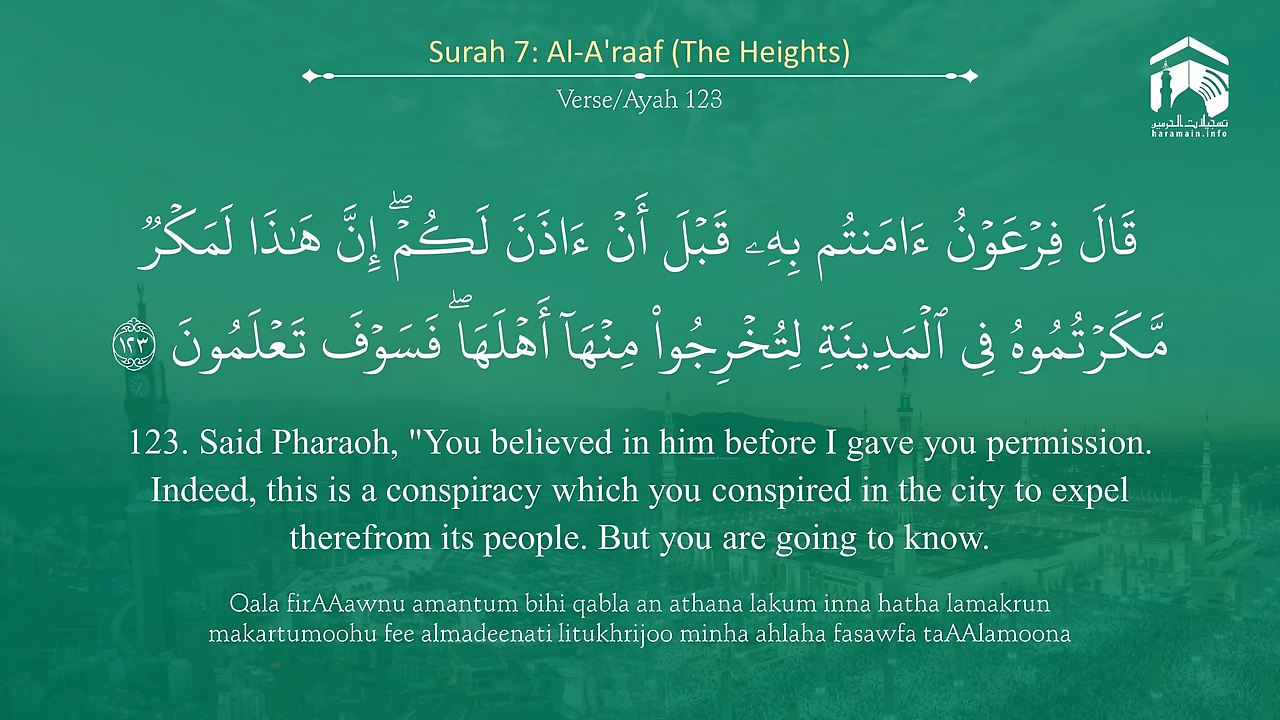 Surah 7: Al-A'raaf (The Heights)
Verse/Ayah 123
تسجيلات الحرمين
haramain.info
قَالَ فِرْعَوْنُ ءَامَنتُم بِهِۦ قَبْلَ أَنْ ءَاذَنَ لَكُمْ ۖ إِنَّ هَـٰذَا لَمَكْرٌ
مَّكَرْتُمُوهُ فِى ٱلْمَدِينَةِ لِتُخْرِجُوا۟ مِنْهَآ أَهْلَهَا ۖ فَسَوْفَ تَعْلَمُونَ ١٢٣
123. Said Pharaoh, "You believed in him before I gave you permission.
Indeed, this is a conspiracy which you conspired in the city to expel
therefrom its people. But you are going to know.
Qala firAAawnu amantum bihi qabla an athana lakum inna hatha lamakrun
makartumoohu fee almadeenati litukhrijoo minha ahlaha fasawfa taAAlamoona